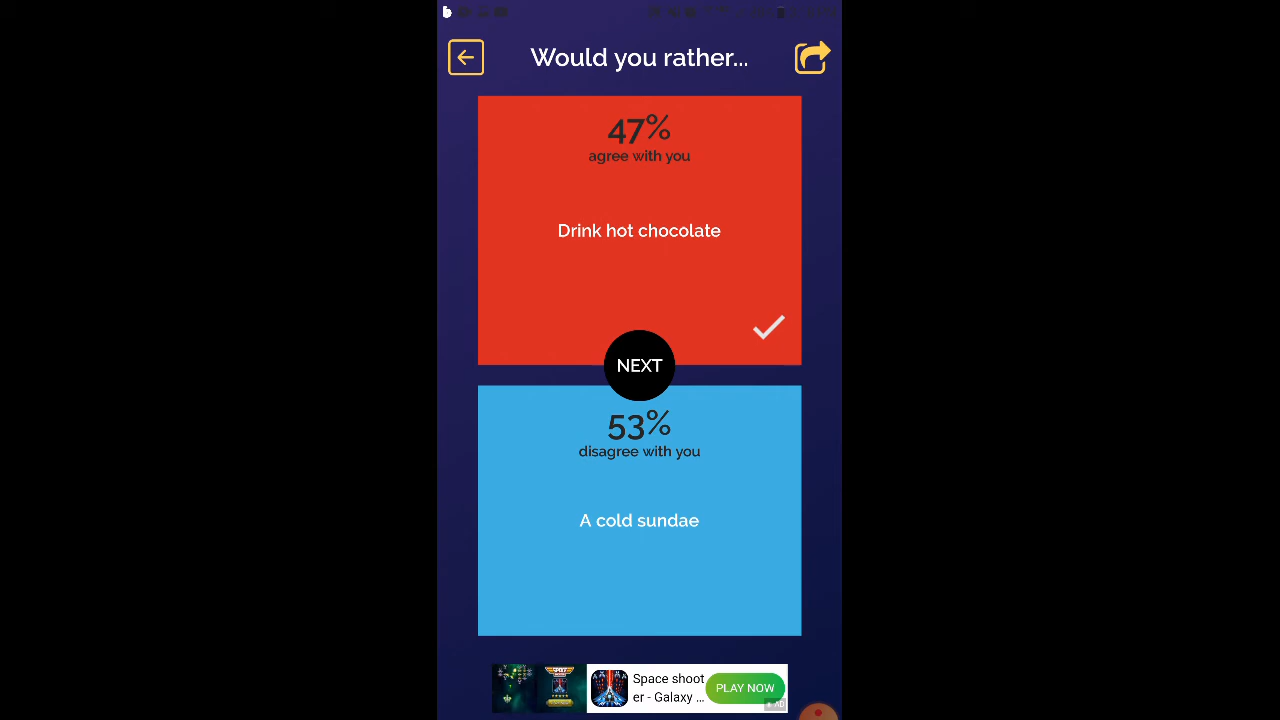 Would you rather...
47%
agree with you
Drink hot chocolate
NEXT
53%
disagree with you
A cold sundae
Space shoot
er - Galaxy ...
PLAY NOW
AD